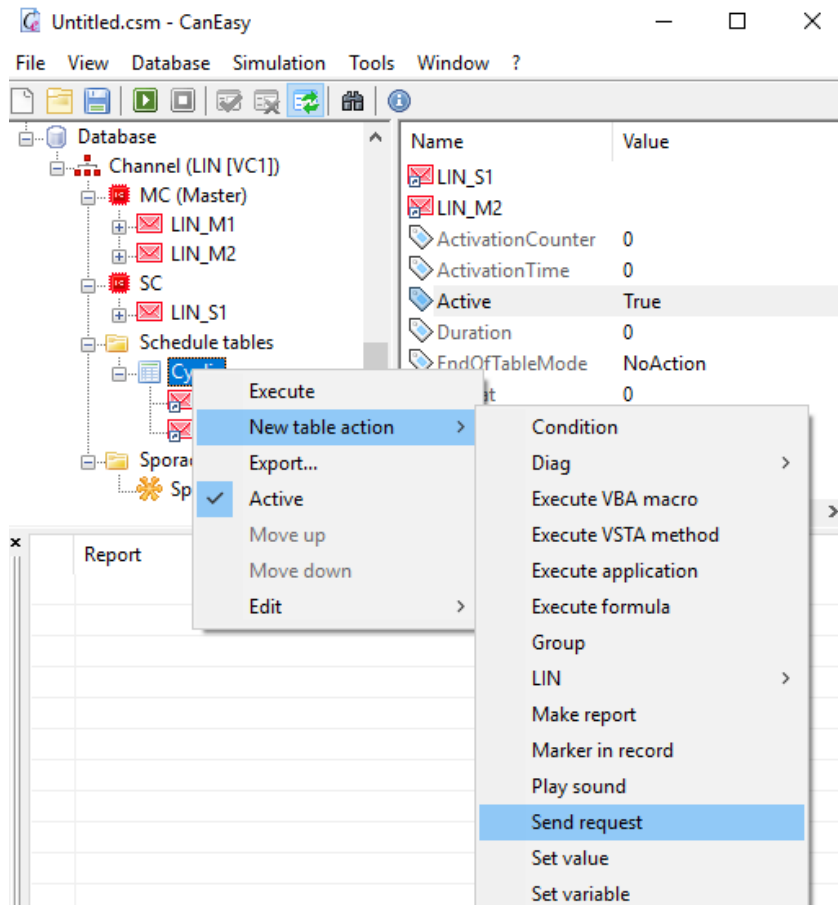 Untitled.csm - CanEasy
File View Database Simulation Tools Window ?
Database
Channel (LIN [VC1])
MC (Master)
LIN_M1
LIN_M2
SC
LIN_S1
Schedule tables
Name Value
LIN_S1
LIN_M2
ActivationCounter 0
ActivationTime 0
Active True
Duration 0
EndOfTableMode NoAction
0
Execute
New table action
Export...
Active
Move up
Move down
Edit
Condition
Diag
Execute VBA macro
Execute VSTA method
Execute application
Execute formula
Group
LIN
Make report
Marker in record
Play sound
Send request
Set value
Set variable
Report